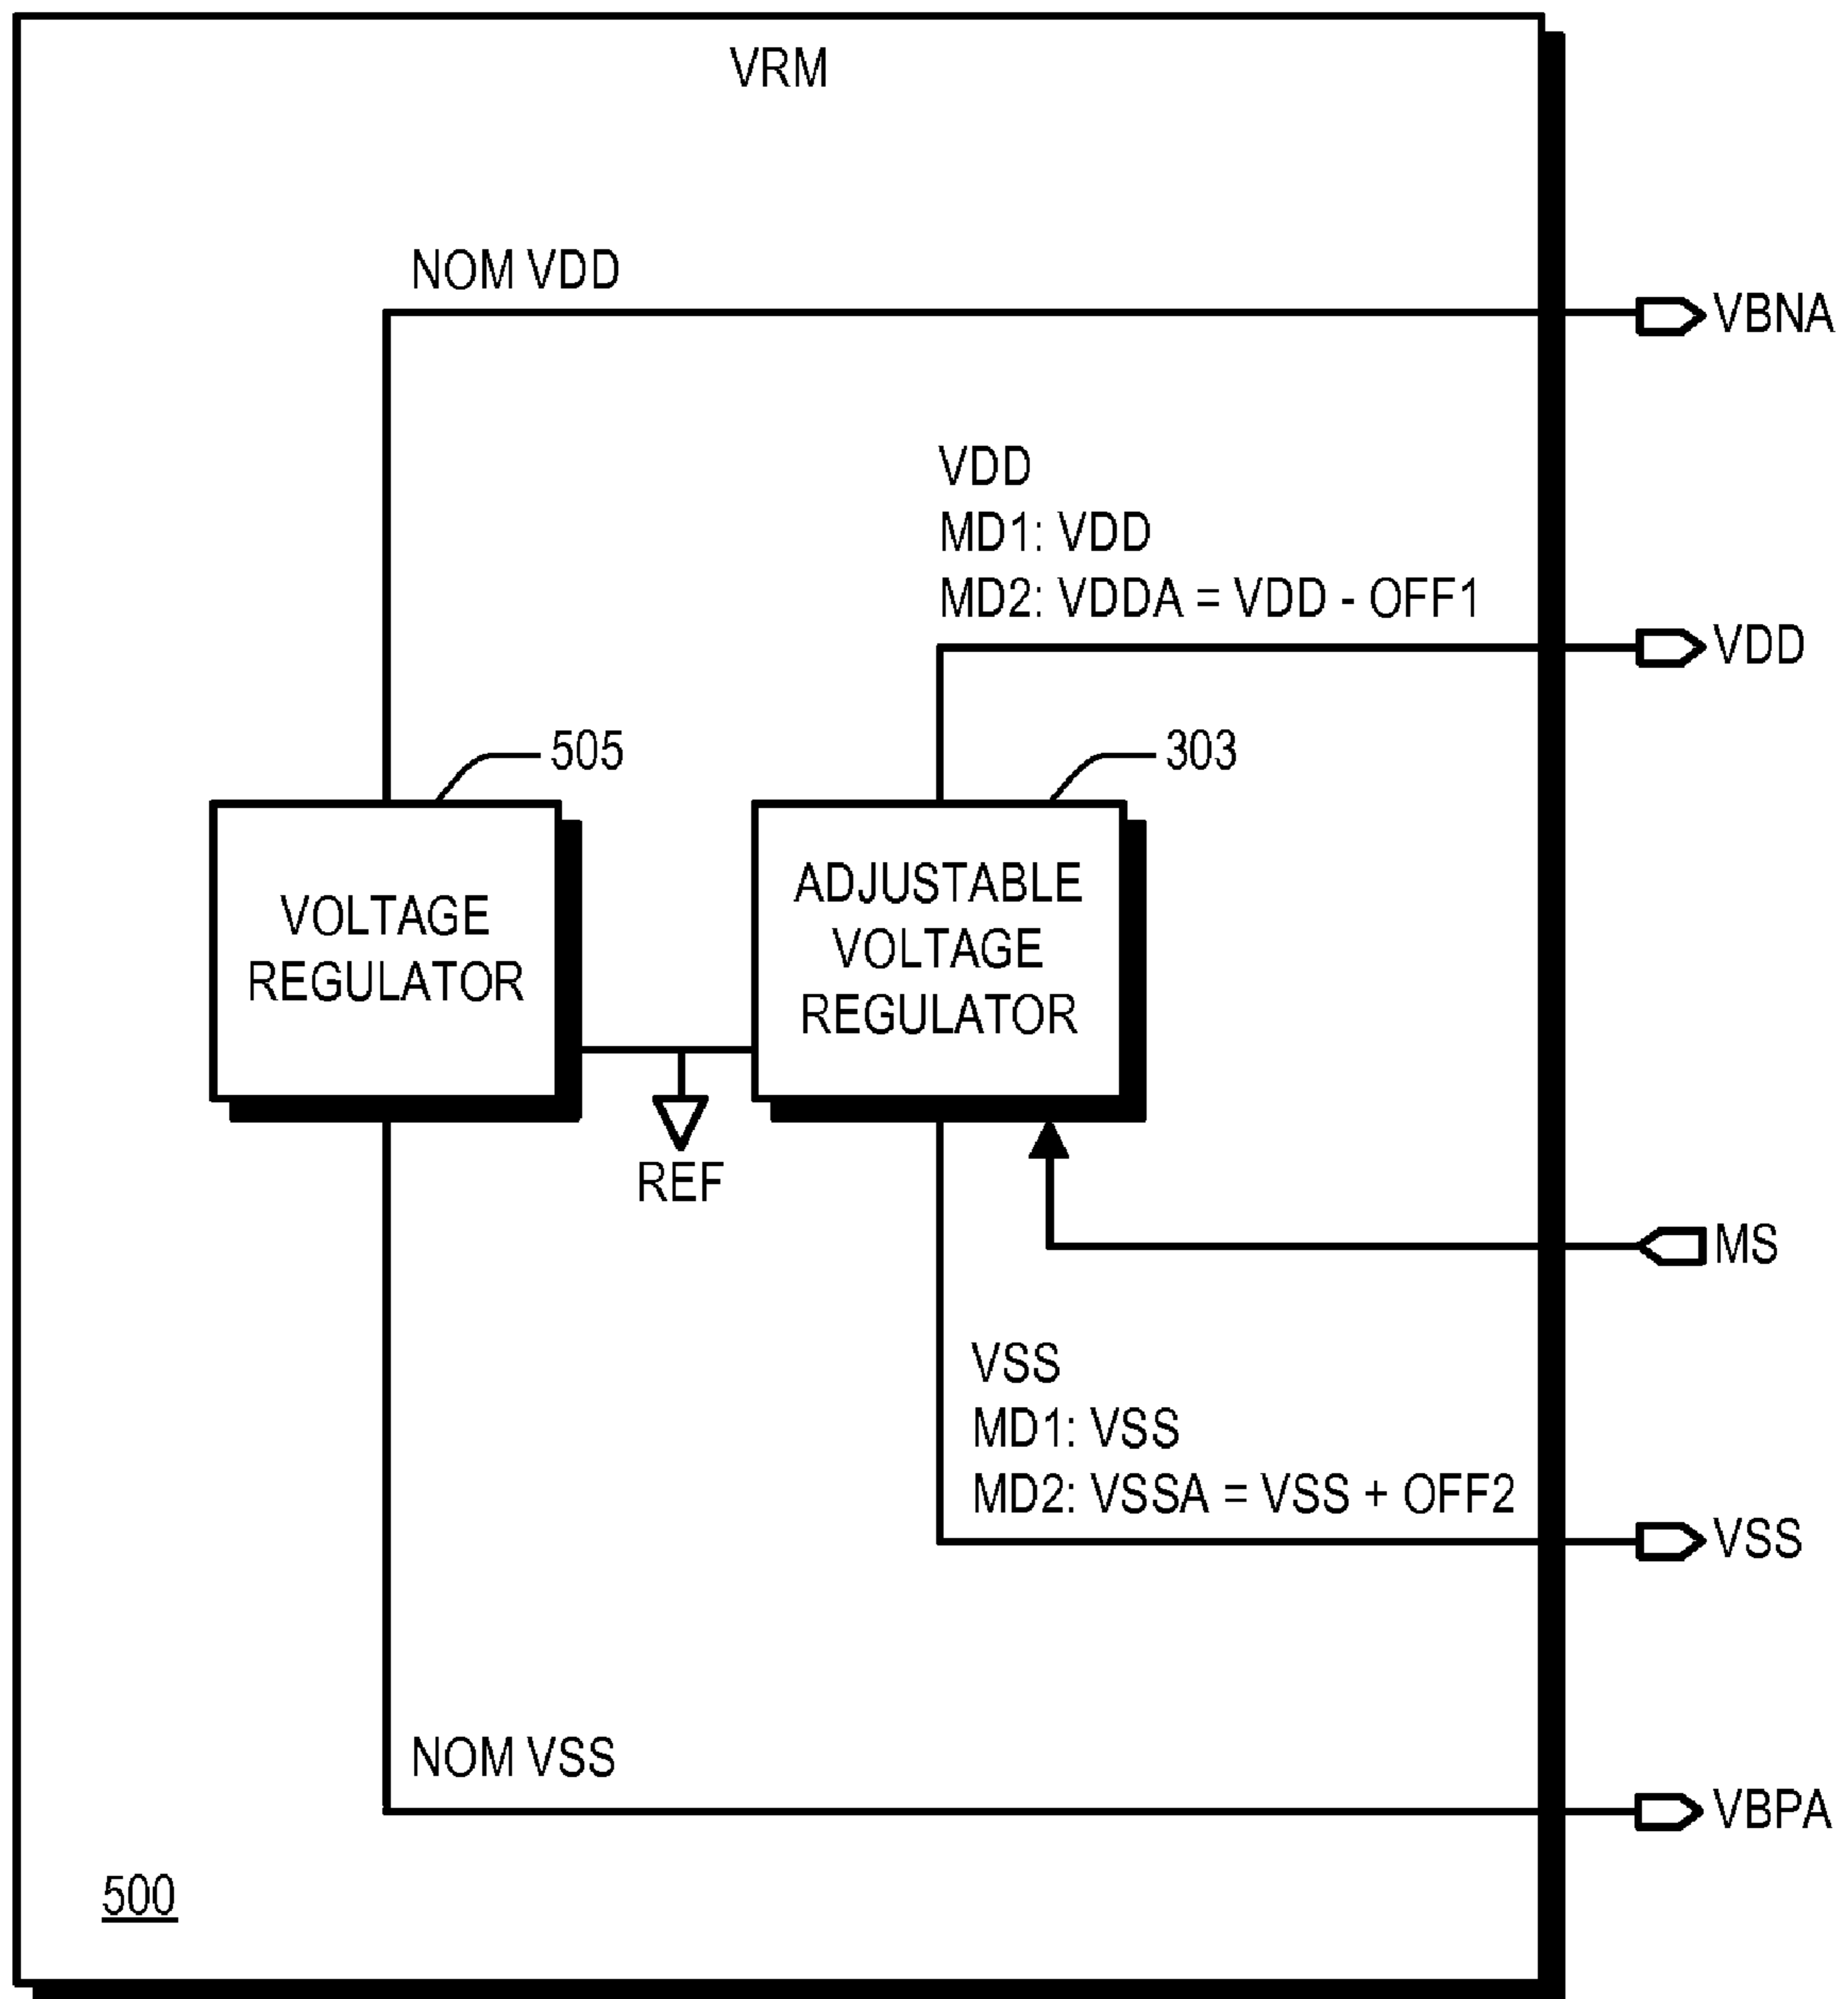 VRM
NOM VDD
VBNA
VDD
MD1: VDD
MD2: VDDA = VDD - OFF1
VDD
505
303
VOLTAGE
REGULATOR
ADJUSTABLE
VOLTAGE
REGULATOR
REF
MS
VSS
MD1: VSS
MD2: VSSA = VSS + OFF2
VSS
NOM VSS
VBPA
500